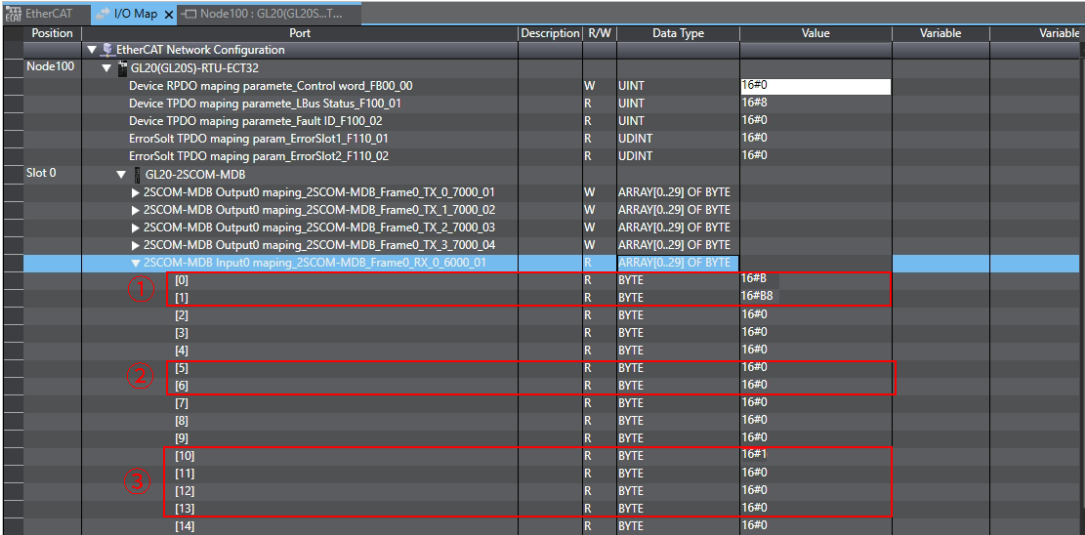 EtherCAT I/O Map x Node100 : GL20(GL20S...T...
Position Port Description R/W Data Type Value Variable Variable
▼ EtherCAT Network Configuration
Node100 ▼ GL20(GL20S)-RTU-ECT32
Device RPDO maping paramete_Control word_FB00_00 W UINT 16#0
Device TPDO maping paramete_LBus Status_F100_01 R UINT 16#8
Device TPDO maping paramete_Fault ID_F100_02 R UINT 16#0
ErrorSolt TPDO maping param_ErrorSlot1_F110_01 R UDINT 16#0
ErrorSolt TPDO maping param_ErrorSlot2_F110_02 R UDINT 16#0
Slot 0 ▼ GL20-2SCOM-MDB
▶ 2SCOM-MDB Output0 maping_2SCOM-MDB_Frame0_TX_0_7000_01 W ARRAY[0..29] OF BYTE
▶ 2SCOM-MDB Output0 maping_2SCOM-MDB_Frame0_TX_1_7000_02 W ARRAY[0..29] OF BYTE
▶ 2SCOM-MDB Output0 maping_2SCOM-MDB_Frame0_TX_2_7000_03 W ARRAY[0..29] OF BYTE
▶ 2SCOM-MDB Output0 maping_2SCOM-MDB_Frame0_TX_3_7000_04 W ARRAY[0..29] OF BYTE
▼ 2SCOM-MDB Input0 maping_2SCOM-MDB_Frame0_RX_0_6000_01 R ARRAY[0..29] OF BYTE
① [0] R BYTE 16#B
[1] R BYTE 16#B8
[2] R BYTE 16#0
[3] R BYTE 16#0
[4] R BYTE 16#0
② [5] R BYTE 16#0
[6] R BYTE 16#0
[7] R BYTE 16#0
[8] R BYTE 16#0
[9] R BYTE 16#0
[10] R BYTE 16#1
③ [11] R BYTE 16#0
[12] R BYTE 16#0
[13] R BYTE 16#0
[14] R BYTE 16#0